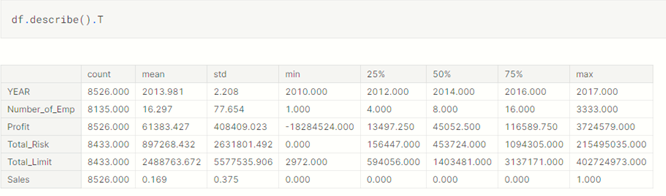 df.describe().T
count mean std min 25% 50% 75% max
YEAR 8526.000 2013.981 2.208 2010.000 2012.000 2014.000 2016.000 2017.000
Number_of_Emp 8135.000 16.297 77.654 1.000 4.000 8.000 16.000 3333.000
Profit 8526.000 61383.427 408409.023 -18284524.000 13497.250 45052.500 116589.750 3724579.000
Total_Risk 8433.000 897268.432 2631801.492 0.000 156447.000 453724.000 1094305.000 215495035.000
Total_Limit 8433.000 2488763.672 5577535.906 2972.000 594056.000 1403481.000 3137171.000 402724973.000
Sales 8526.000 0.169 0.375 0.000 0.000 0.000 0.000 1.000